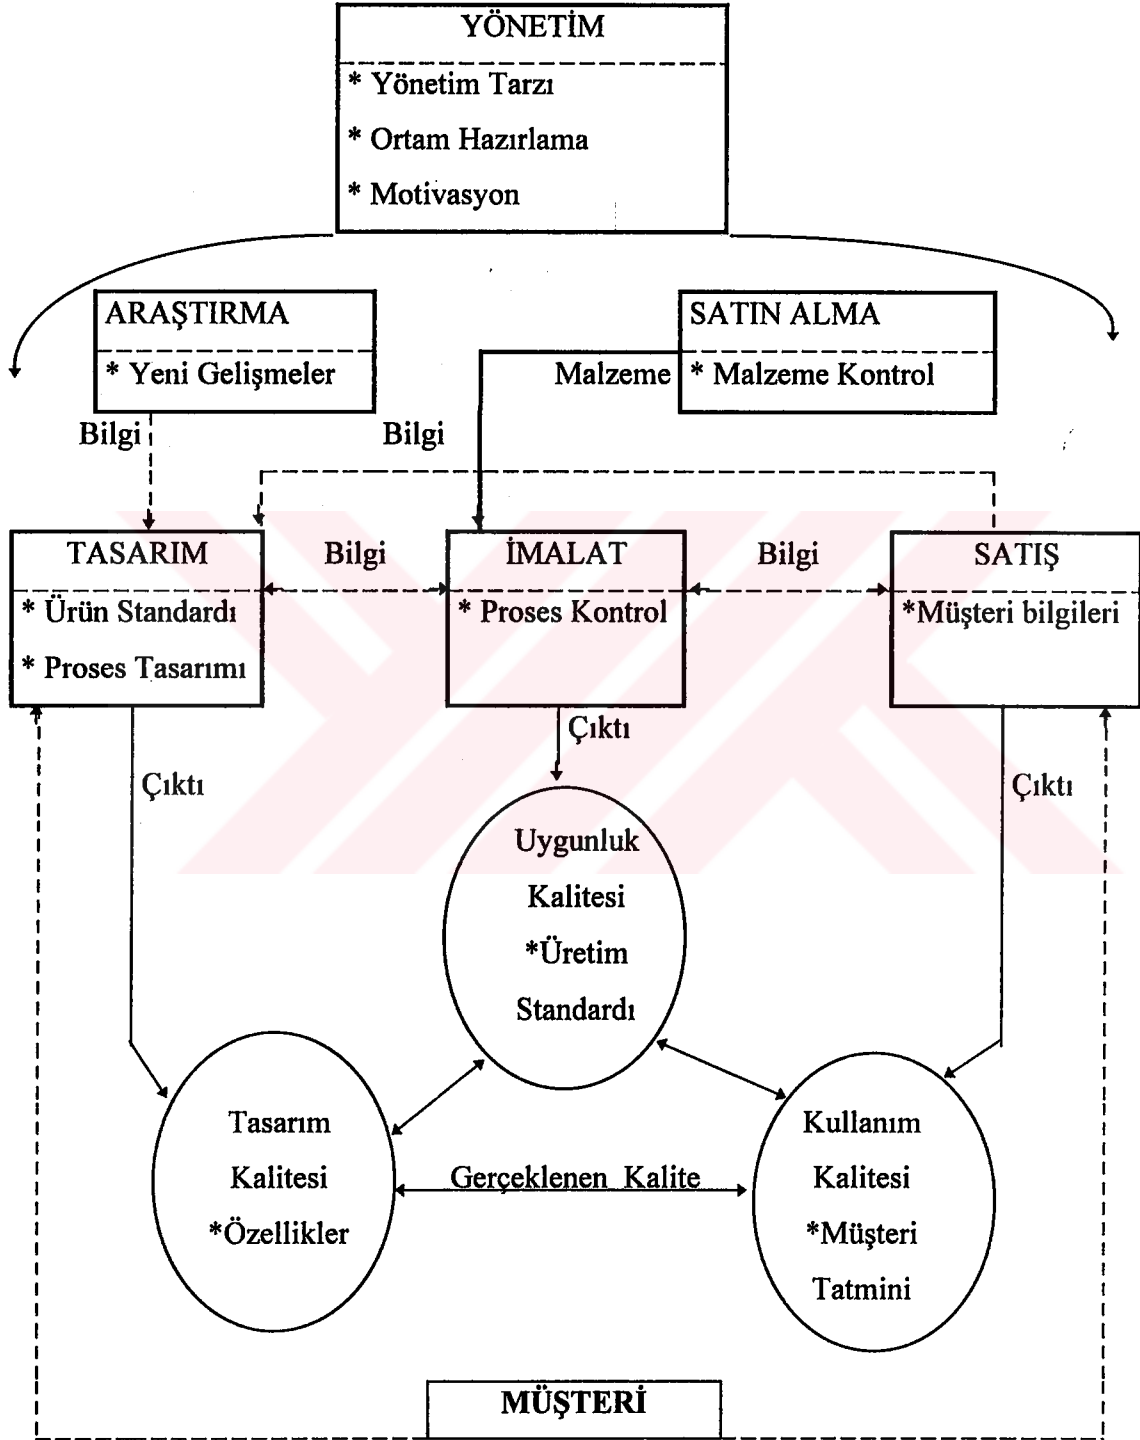 YÖNETİM
* Yönetim Tarzı
* Ortam Hazırlama
* Motivasyon
ARAŞTIRMA
* Yeni Gelişmeler
SATIN ALMA
* Malzeme Kontrol
Malzeme
Bilgi
Bilgi
TASARIM
* Ürün Standardı
* Proses Tasarımı
Bilgi
İMALAT
* Proses Kontrol
Bilgi
SATIŞ
*Müşteri bilgileri
Çıktı
Çıktı
Çıktı
Uygunluk
Kalitesi
*Üretim
Standardı
Tasarım
Kalitesi
*Özellikler
Gerçeklenen Kalite
Kullanım
Kalitesi
*Müşteri
Tatmini
MÜŞTERİ